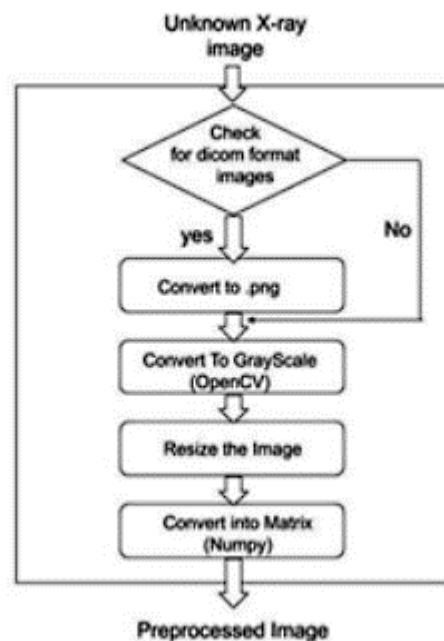 Unknown X-ray
image
Check
for dicom format
images
yes
No
Convert to .png
Convert To GrayScale
(OpenCV)
Resize the Image
Convert into Matrix
(Numpy)
Preprocessed Image